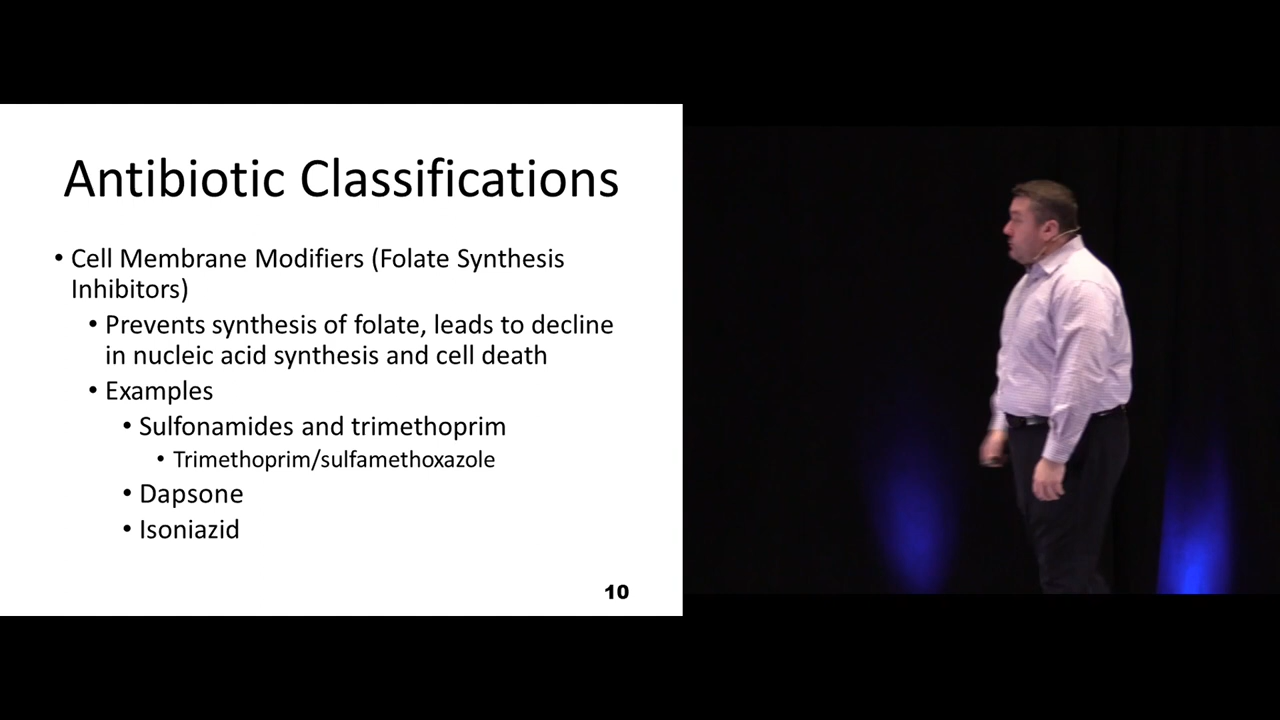 Antibiotic Classifications
• Cell Membrane Modifiers (Folate Synthesis
Inhibitors)
• Prevents synthesis of folate, leads to decline
in nucleic acid synthesis and cell death
• Examples
• Sulfonamides and trimethoprim
• Trimethoprim/sulfamethoxazole
• Dapsone
• Isoniazid
10